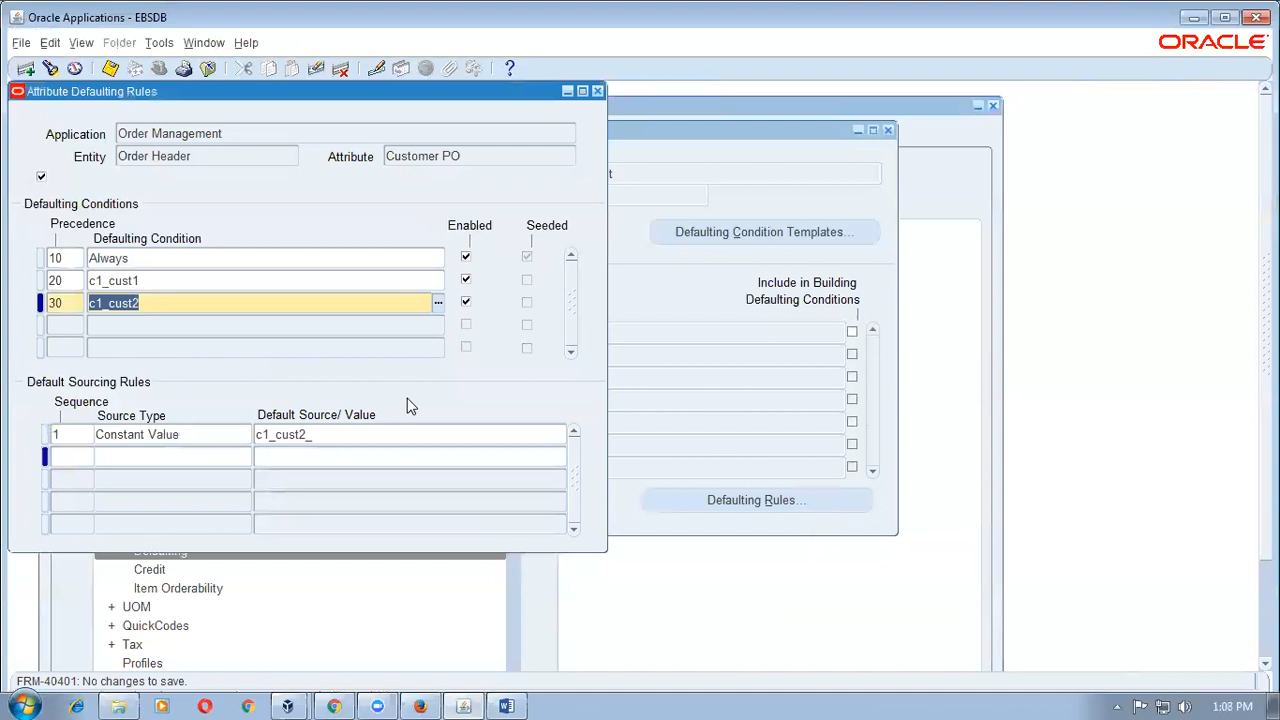 Oracle Applications - EBSDB
File Edit View Folder Tools Window Help
ORACLE
Attribute Defaulting Rules
Application Order Management
Entity Order Header Attribute Customer PO
Defaulting Conditions
Precedence
Defaulting Condition
Enabled
Seeded
10 Always
20 c1_cust1
30 c1_cust2
Default Sourcing Rules
Sequence
Source Type
Default Source/ Value
1 Constant Value c1_cust2_
t
Defaulting Condition Templates...
Include in Building
Defaulting Conditions
Defaulting Rules...
Defaulting
Credit
Item Orderability
+ UOM
+ QuickCodes
+ Tax
Profiles
FRM-40401: No changes to save.
1:03 PM